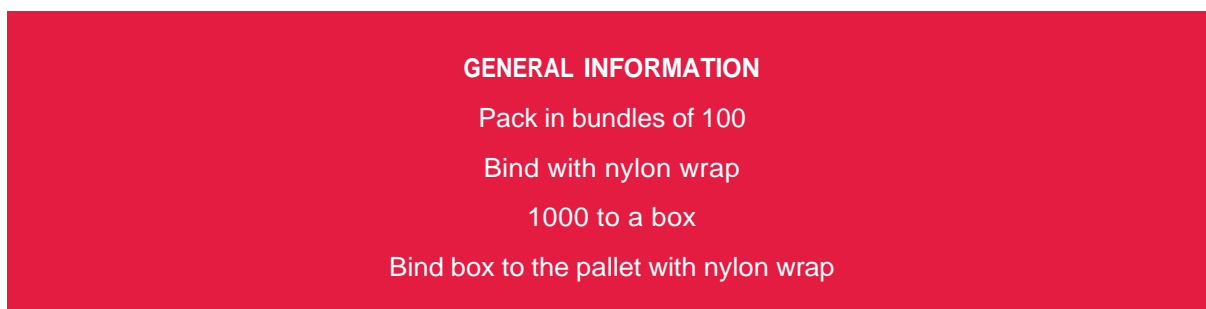 GENERAL INFORMATION
Pack in bundles of 100
Bind with nylon wrap
1000 to a box
Bind box to the pallet with nylon wrap